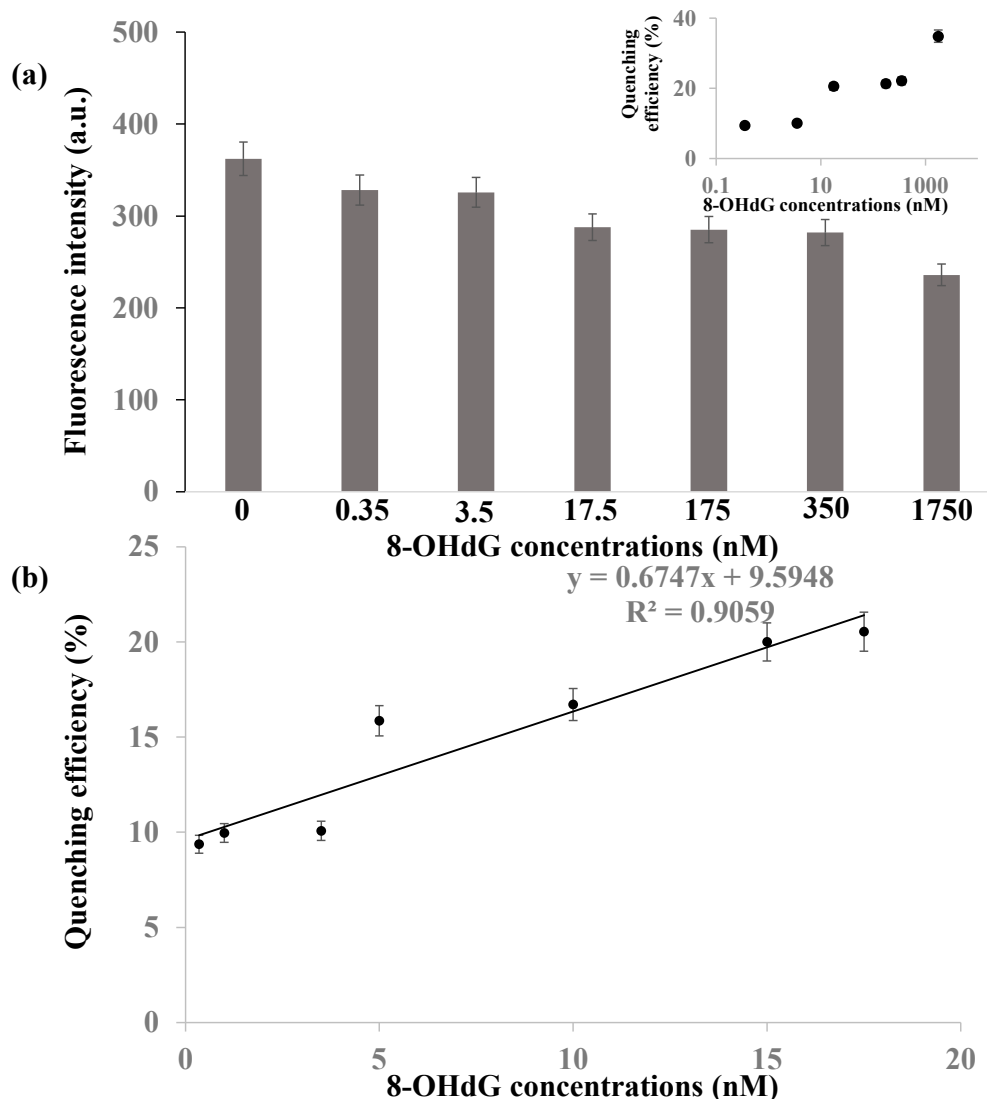 (a)
Fluorescence intensity (a.u.)
500
400
300
200
100
0
0 0.35 3.5 17.5 175 350 1750
8-OHdG concentrations (nM)
Quenching
efficiency (%)
60
40
20
0
0.1 10 1000
8-OHdG concentrations (nM)
(b)
Quenching efficiency (%)
25
20
15
10
5
0
y = 0.6747x + 9.5948
R² = 0.9059
0 5 10 15 20
8-OHdG concentrations (nM)